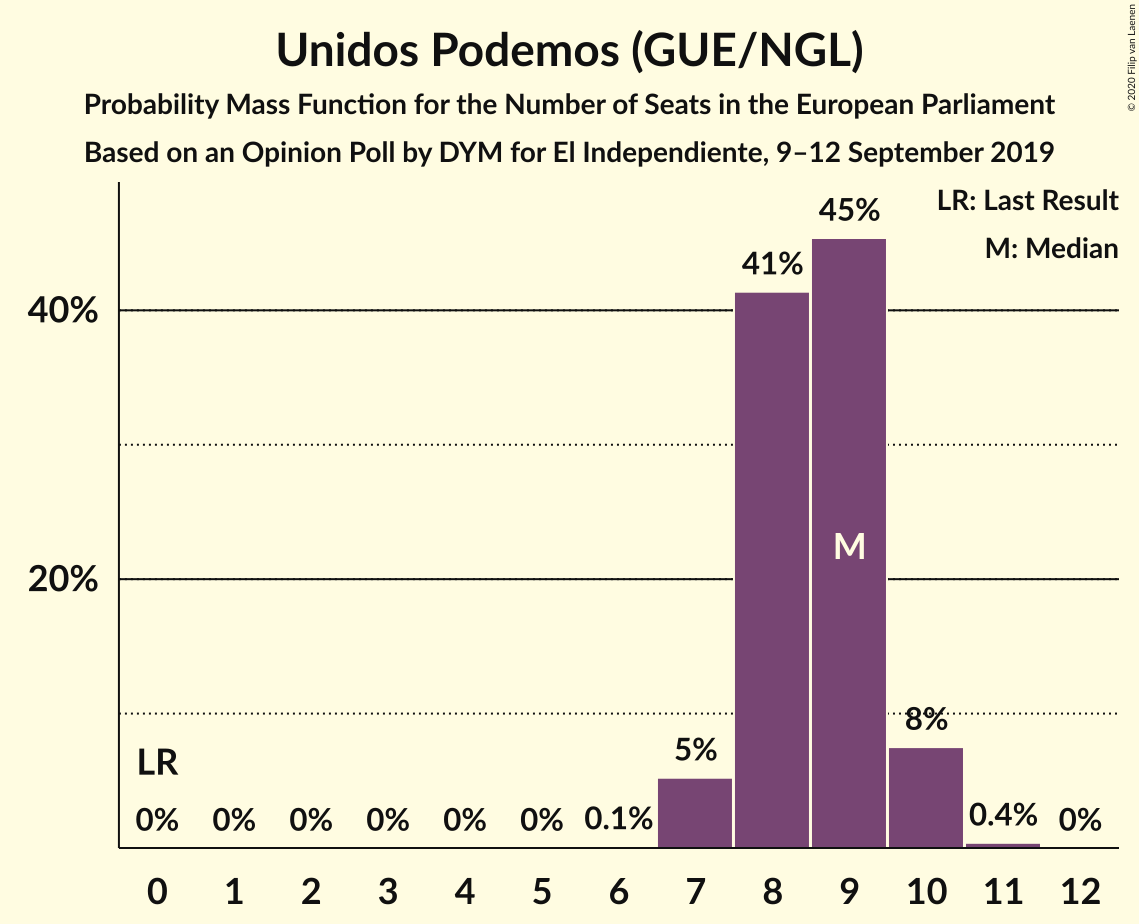 Unidos Podemos (GUE/NGL)
Probability Mass Function for the Number of Seats in the European Parliament
Based on an Opinion Poll by DYM for El Independiente, 9–12 September 2019
© 2020 Filip van Laenen
LR: Last Result
M: Median
45%
41%
40%
M
20%
8%
5%
LR
0% 0% 0% 0% 0% 0% 0.1% 0.4% 0%
0 1 2 3 4 5 6 7 8 9 10 11 12